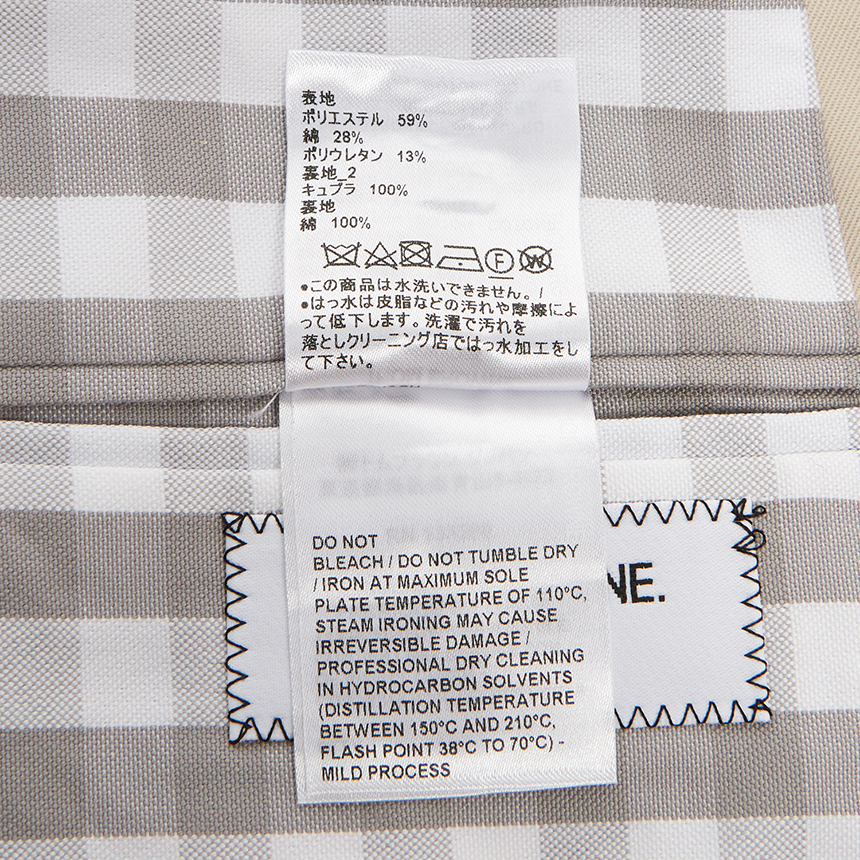 表地
ポリエステル 59%
綿 28%
ポリウレタン 13%
裏地_2
キュプラ 100%
裏地
綿 100%
F W
●この商品は水洗いできません。/
●はっ水は皮脂などの汚れや摩擦によ
って低下します。洗濯で汚れを
落としクリーニング店ではっ水加工をし
て下さい。
DO NOT
BLEACH / DO NOT TUMBLE DRY
/ IRON AT MAXIMUM SOLE
PLATE TEMPERATURE OF 110°C,
STEAM IRONING MAY CAUSE
IRREVERSIBLE DAMAGE /
PROFESSIONAL DRY CLEANING
IN HYDROCARBON SOLVENTS
(DISTILLATION TEMPERATURE
BETWEEN 150°C AND 210°C,
FLASH POINT 38°C TO 70°C) -
MILD PROCESS
NE.